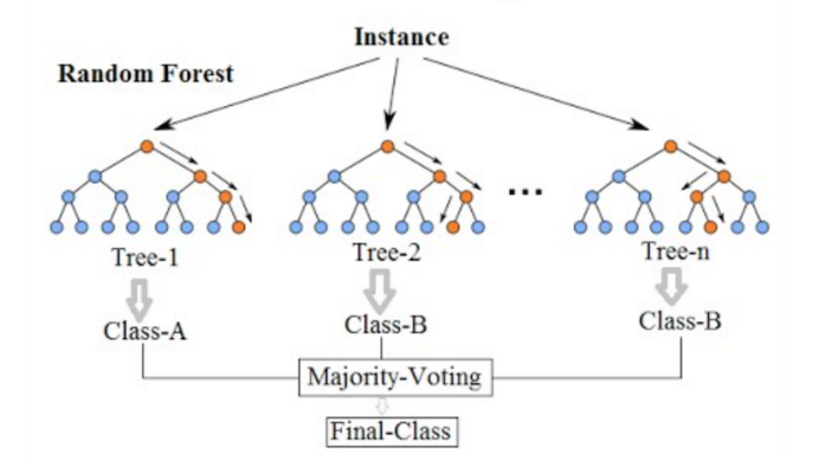 Instance
Random Forest
...
Tree-1
Tree-2
Tree-n
Class-A
Class-B
Class-B
Majority-Voting
Final-Class